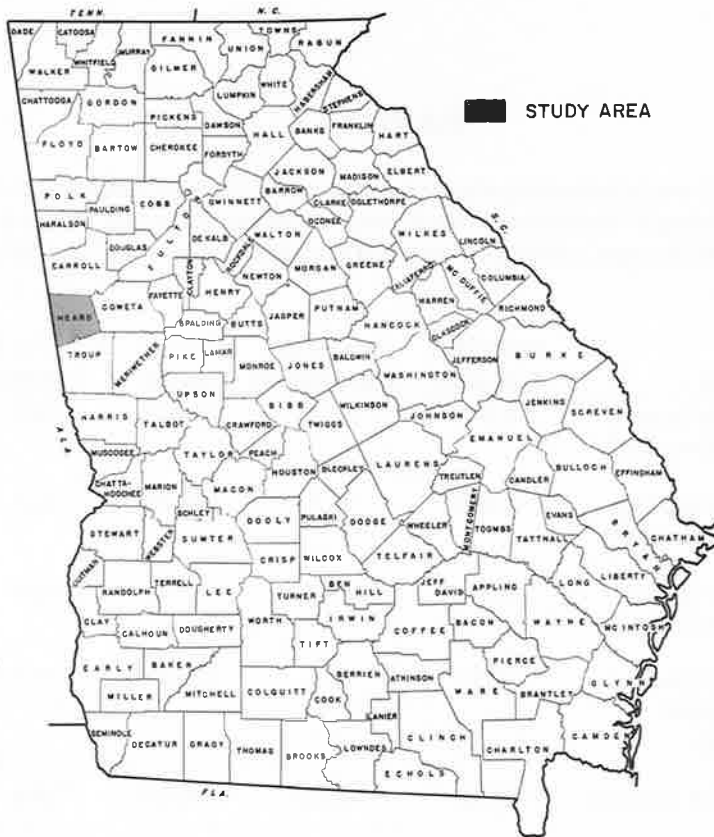 TENN. N. C.
DADE CATOOSA FANNIN TOWNS RABUN
WHITFIELD MURRAY UNION
WALKER GILMER
CHATTOOGA GORDON LUMPKIN WHITE HABERSHAM STEPHENS
PICKENS DAWSON BANKS FRANKLIN HART
STUDY AREA
FLOYD BARTOW CHEROKEE FORSYTH HALL
JACKSON MADISON ELBERT
POLK PAULDING COBB GWINNETT BARROW CLARKE OGLETHORPE
HARALSON FULTON OCONEE WILKES LINCOLN S. C.
DOUGLAS DE KALB WALTON
CARROLL CLAYTON ROCKDALE NEWTON MORGAN GREENE TALIAFERRO MC DUFFIE COLUMBIA
HEARD COWETA FAYETTE HENRY WARREN RICHMOND
SPALDING BUTTS JASPER PUTNAM HANCOCK GLASCOCK
TROUP MERIWETHER PIKE LAMAR MONROE JONES BALDWIN JEFFERSON BURKE
WASHINGTON
UPSON
HARRIS TALBOT BIBB WILKINSON JENKINS SCREVEN
ALA. CRAWFORD TWIGGS JOHNSON EMANUEL
MUSCOGEE TAYLOR PEACH
CHATTA-
HOOCHEE MARION MACON HOUSTON BLECKLEY LAURENS TREUTLEN CANDLER BULLOCH EFFINGHAM
SCHLEY
STEWART WEBSTER SUMTER DOOLY PULASKI DODGE WHEELER MONTGOMERY TOOMBS EVANS TATTNALL BRYAN CHATHAM
QUITMAN CRISP WILCOX TELFAIR
RANDOLPH TERRELL LEE TURNER BEN HILL JEFF DAVID APPLING LONG LIBERTY
CLAY CALHOUN DOUGHERTY WORTH IRWIN COFFEE BACON WAYNE MC INTOSH
TIFT
EARLY BAKER BERRIEN ATKINSON PIERCE
MILLER MITCHELL COLQUITT COOK WARE BRANTLEY GLYNN
LANIER
SEMINOLE DECATUR GRADY THOMAS BROOKS LOWNDES CLINCH CHARLTON CAMDEN
ECHOLS
FLA.